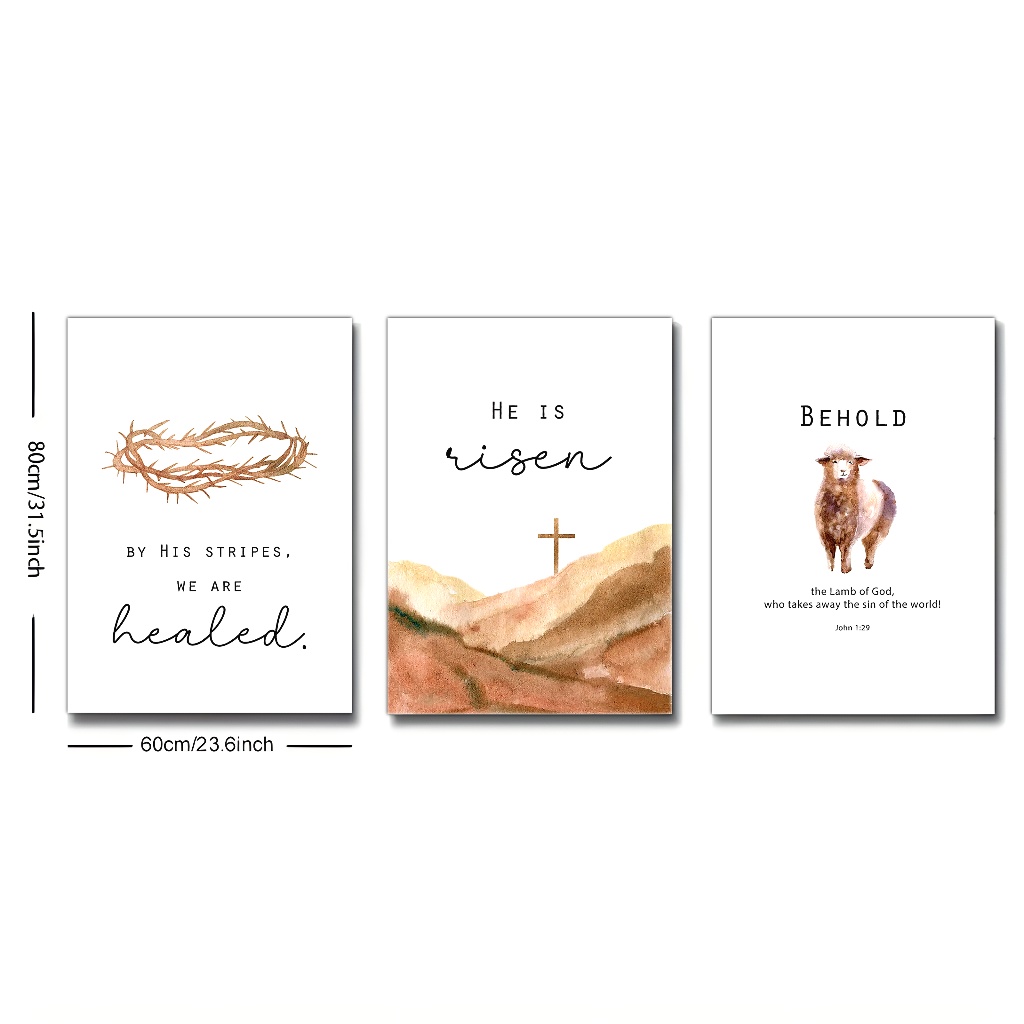 80cm/31.5inch
BY HIS STRIPES,
WE ARE
healed.
60cm/23.6inch
HE IS
risen
BEHOLD
the Lamb of God,
who takes away the sin of the world!
John 1:29